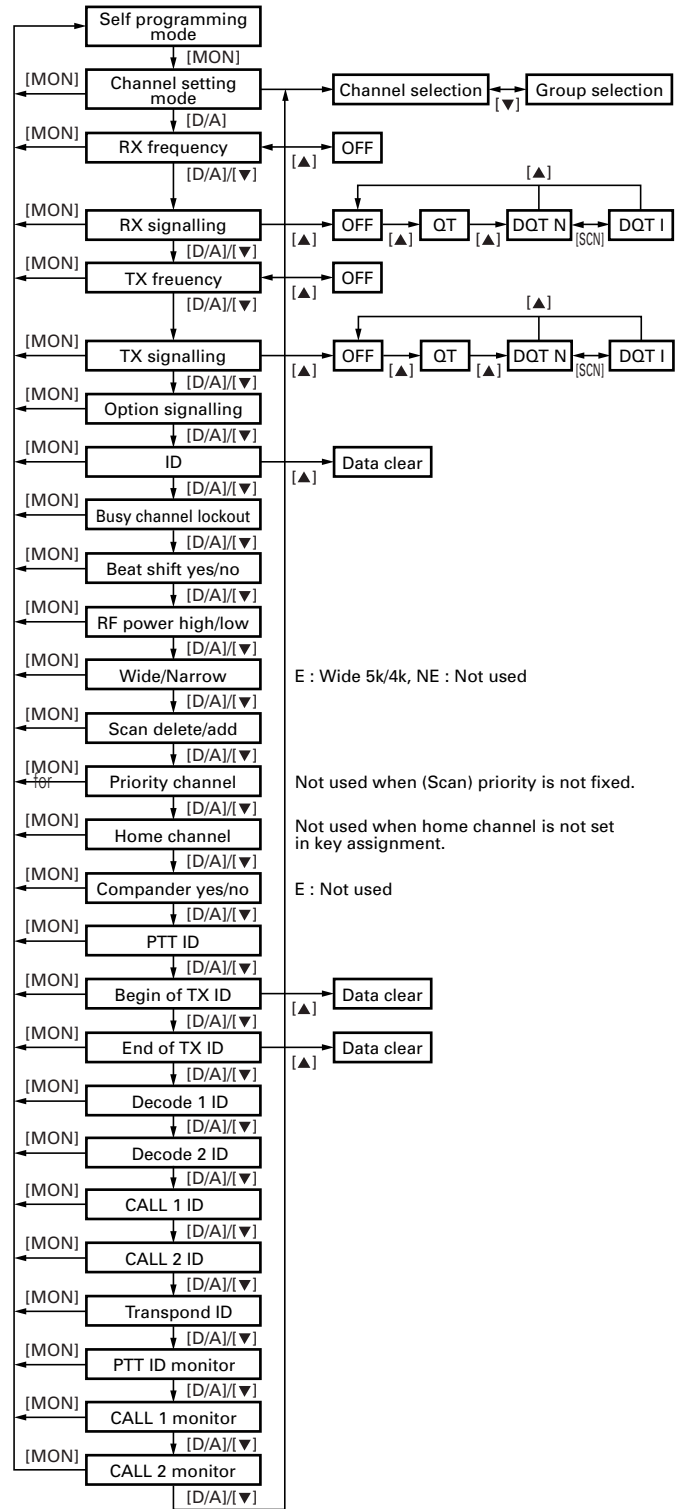 Self programming
mode
[MON]
[MON]
Channel setting
mode
Channel selection
[▼]
Group selection
[D/A]
[MON]
RX frequency
[▲]
OFF
[D/A]/[▼]
[▲]
[MON]
RX signalling
[▲]
OFF
[▲]
QT
[▲]
DQT N
[SCN]
DQT I
[D/A]/[▼]
[MON]
TX freuency
[▲]
OFF
[D/A]/[▼]
[▲]
[MON]
TX signalling
[▲]
OFF
[▲]
QT
[▲]
DQT N
[SCN]
DQT I
[D/A]/[▼]
[MON]
Option signalling
[D/A]/[▼]
[MON]
ID
[▲]
Data clear
[D/A]/[▼]
[MON]
Busy channel lockout
[D/A]/[▼]
[MON]
Beat shift yes/no
[D/A]/[▼]
[MON]
RF power high/low
[D/A]/[▼]
[MON]
Wide/Narrow
E : Wide 5k/4k, NE : Not used
[D/A]/[▼]
[MON]
Scan delete/add
[D/A]/[▼]
[MON]
for
Priority channel
Not used when (Scan) priority is not fixed.
[D/A]/[▼]
[MON]
Home channel
Not used when home channel is not set
in key assignment.
[D/A]/[▼]
[MON]
Compander yes/no
E : Not used
[D/A]/[▼]
[MON]
PTT ID
[D/A]/[▼]
[MON]
Begin of TX ID
[▲]
Data clear
[D/A]/[▼]
[MON]
End of TX ID
[▲]
Data clear
[D/A]/[▼]
[MON]
Decode 1 ID
[D/A]/[▼]
[MON]
Decode 2 ID
[D/A]/[▼]
[MON]
CALL 1 ID
[D/A]/[▼]
[MON]
CALL 2 ID
[D/A]/[▼]
[MON]
Transpond ID
[D/A]/[▼]
[MON]
PTT ID monitor
[D/A]/[▼]
[MON]
CALL 1 monitor
[D/A]/[▼]
[MON]
CALL 2 monitor
[D/A]/[▼]